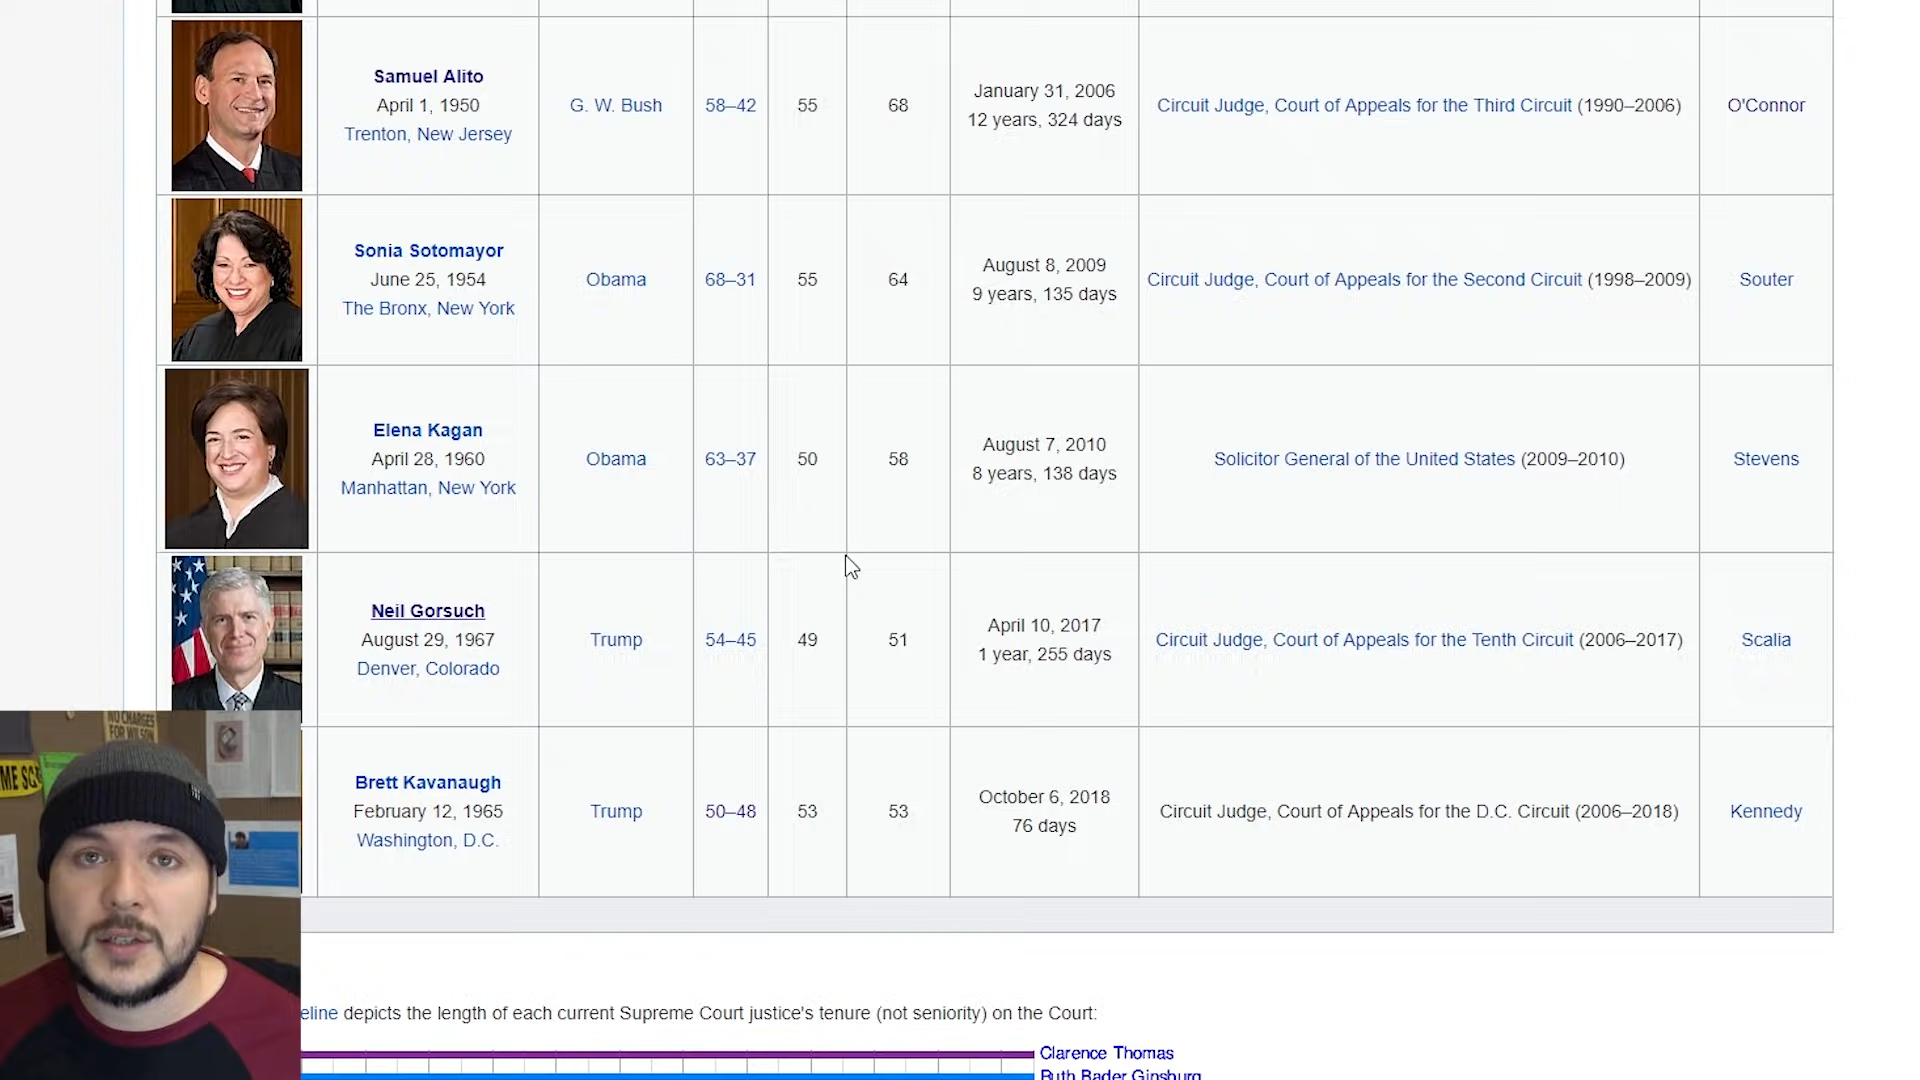 Samuel Alito
April 1, 1950
Trenton, New Jersey
G. W. Bush
58–42
55
68
January 31, 2006
12 years, 324 days
Circuit Judge, Court of Appeals for the Third Circuit (1990–2006)
O'Connor
Sonia Sotomayor
June 25, 1954
The Bronx, New York
Obama
68–31
55
64
August 8, 2009
9 years, 135 days
Circuit Judge, Court of Appeals for the Second Circuit (1998–2009)
Souter
Elena Kagan
April 28, 1960
Manhattan, New York
Obama
63–37
50
58
August 7, 2010
8 years, 138 days
Solicitor General of the United States (2009–2010)
Stevens
Neil Gorsuch
August 29, 1967
Denver, Colorado
Trump
54–45
49
51
April 10, 2017
1 year, 255 days
Circuit Judge, Court of Appeals for the Tenth Circuit (2006–2017)
Scalia
Brett Kavanaugh
February 12, 1965
Washington, D.C.
Trump
50–48
53
53
October 6, 2018
76 days
Circuit Judge, Court of Appeals for the D.C. Circuit (2006–2018)
Kennedy
NO CHARGES
FOR WILSON
eline depicts the length of each current Supreme Court justice's tenure (not seniority) on the Court:
Clarence Thomas
Ruth Bader Ginsburg